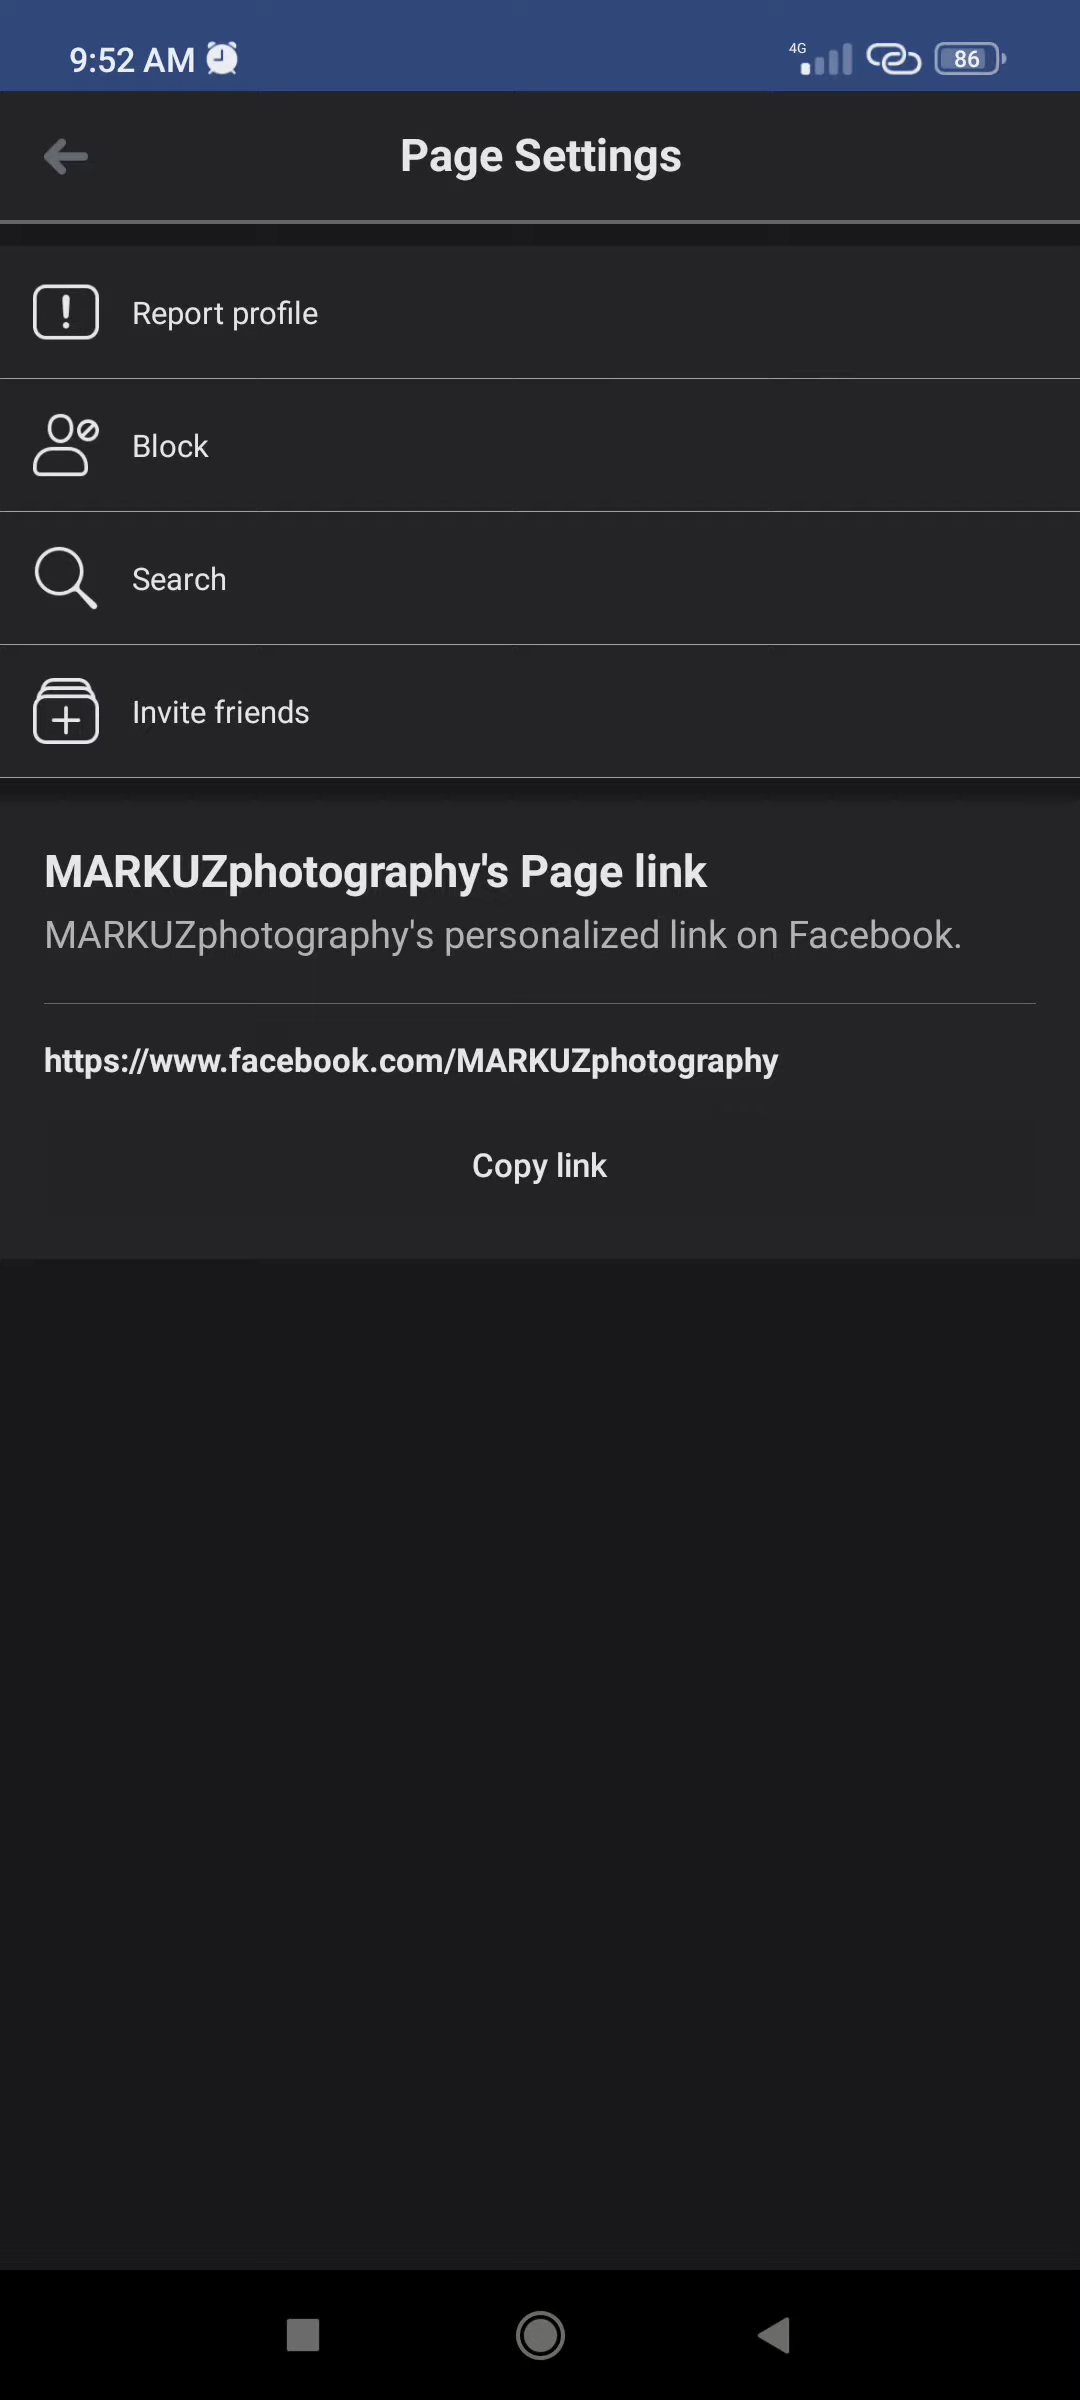 9:52 AM
4G
86
Page Settings
Report profile
Block
Search
Invite friends
MARKUZphotography's Page link
MARKUZphotography's personalized link on Facebook.
https://www.facebook.com/MARKUZphotography
Copy link